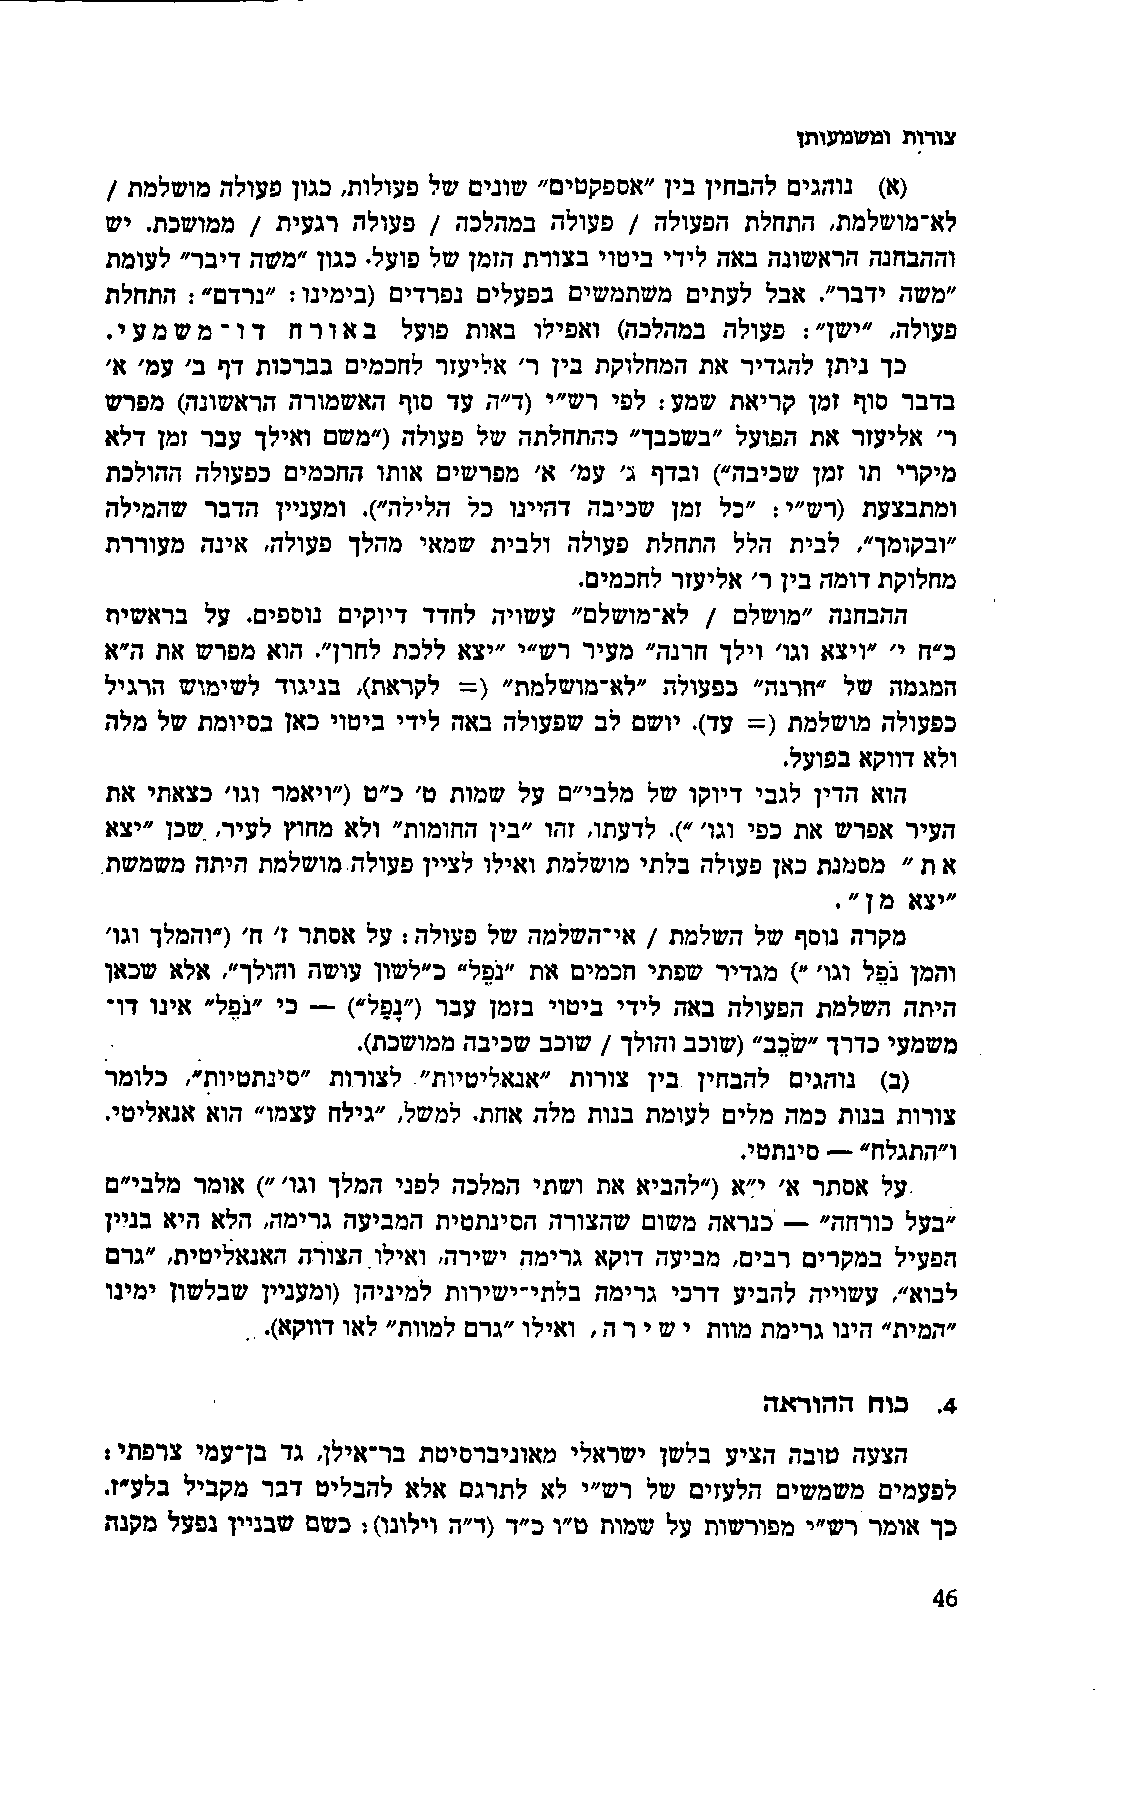 צורות ומשמעותן
(א) נוהגים להבחין בין "אספקטים" שונים של פעולות, כגון פעולה מושלמת /
לא־מושלמת, התחלת הפעולה / פעולה במהלכה / פעולה רגעית / ממושכת. יש
וההבחנה הראשונה באה לידי ביטוי בצורת הזמן של פועל. כגון "משה דיבר" לעומת
"משה ידבר". אבל לעתים משתמשים בפעלים נפרדים (בימינו: "נרדם": התחלת
פעולה, "ישן": פעולה במהלכה) ואפילו באות פועל באורח דו־משמעי.
כך ניתן להגדיר את המחלוקת בין ר' אליעזר לחכמים בברכות דף ב' עמ' א'
בדבר סוף זמן קריאת שמע: לפי רש"י (ד"ה עד סוף האשמורה הראשונה) מפרש
ר' אליעזר את הפועל "בשכבך" כהתחלתה של פעולה ("משם ואילך עבר זמן דלא
מיקרי תו זמן שכיבה") ובדף ג' עמ' א' מפרשים אותו החכמים כפעולה ההולכת
ומתבצעת (רש"י: "כל זמן שכיבה דהיינו כל הלילה"). ומעניין הדבר שהמילה
"ובקומך", לבית הלל התחלת פעולה ולבית שמאי מהלך פעולה, אינה מעוררת
מחלוקת דומה בין ר' אליעזר לחכמים.
ההבחנה "מושלם / לא־מושלם" עשויה לחדד דיוקים נוספים. על בראשית
כ"ח י' "ויצא וגו' וילך חרנה" מעיר רש"י "יצא ללכת לחרן". הוא מפרש את ה"א
המגמה של "חרנה" כפעולה "לא־מושלמת" (= לקראת), בניגוד לשימוש הרגיל
כפעולה מושלמת (= עד). יושם לב שפעולה באה לידי ביטוי כאן בסיומת של מלה
ולא דווקא בפועל.
הוא הדין לגבי דיוקו של מלבי"ם על שמות ט' כ"ט ("ויאמר וגו' כצאתי את
העיר אפרש את כפי וגו' "). לדעתו, זהו "בין החומות" ולא מחוץ לעיר, שכן "יצא
את" מסמנת כאן פעולה בלתי מושלמת ואילו לציין פעולה מושלמת היתה משמשת
"יצא מן".
מקרה נוסף של השלמת / אי־השלמה של פעולה: על אסתר ז' ח' ("והמלך וגו'
והמן נֹפֵל וגו' ") מגדיר שפתי חכמים את "נֹפֵל" כ"לשון עושה והולך", אלא שכאן
היתה השלמת הפעולה באה לידי ביטוי בזמן עבר ("נָפַל") — כי "נֹפֵל" אינו דו־
משמעי כדרך "שֹׁכֵב" (שוכב והולך / שוכב שכיבה ממושכת).
(ב) נוהגים להבחין בין צורות "אנאליטיות" לצורות "סינתטיות", כלומר
צורות בנות כמה מלים לעומת בנות מלה אחת. למשל, "גילח עצמו" הוא אנאליטי.
ו"התגלח" — סינתטי.
על אסתר א' י"א ("להביא את ושתי המלכה לפני המלך וגו' ") אומר מלבי"ם
"בעל כורחה" — כנראה משום שהצורה הסינתטית המביעה גרימה, הלא היא בניין
הפעיל במקרים רבים, מביעה דוקא גרימה ישירה, ואילו הצורה האנאליטית, "גרם
לבוא", עשוייה להביע דרכי גרימה בלתי־ישירות למיניהן (ומעניין שבלשון ימינו
"המית" הינו גרימת מוות ישירה, ואילו "גרם למוות" לאו דווקא).
4. כוח ההוראה
הצעה טובה הציע בלשן ישראלי מאוניברסיטת בר־אילן, גד בן־עמי צרפתי:
לפעמים משמשים הלעזים של רש"י לא לתרגם אלא להבליט דבר מקביל בלע"ז.
כך אומר רש"י מפורשות על שמות ט"ו כ"ד (ד"ה וילונו): כשם שבניין נפעל מקנה
46